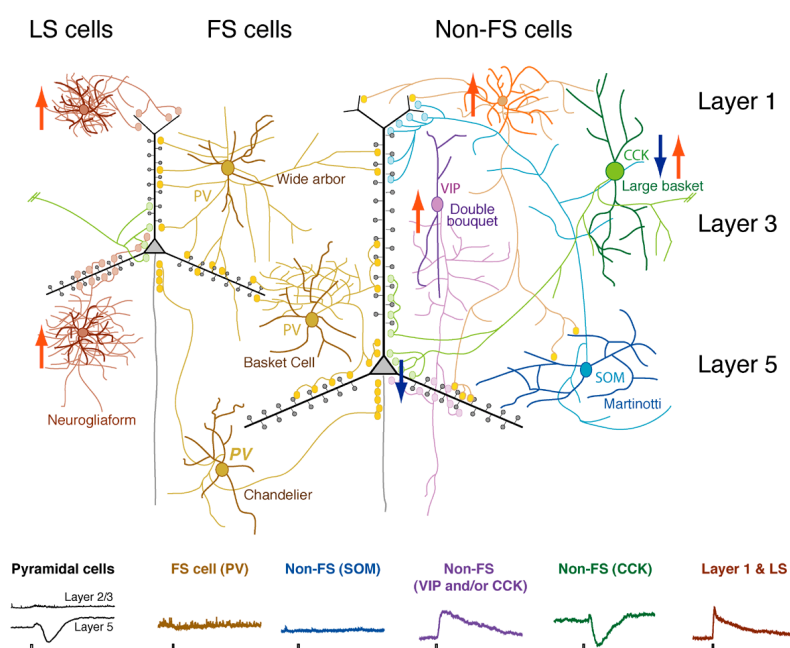 LS cells
FS cells
Non-FS cells
Layer 1
CCK
PV
Wide arbor
VIP
Large basket
Double
bouquet
Layer 3
PV
Basket Cell
Layer 5
SOM
Martinotti
Neurogliaform
PV
Chandelier
Pyramidal cells
FS cell (PV)
Non-FS (SOM)
Non-FS
(VIP and/or CCK)
Non-FS (CCK)
Layer 1 & LS
Layer 2/3
Layer 5